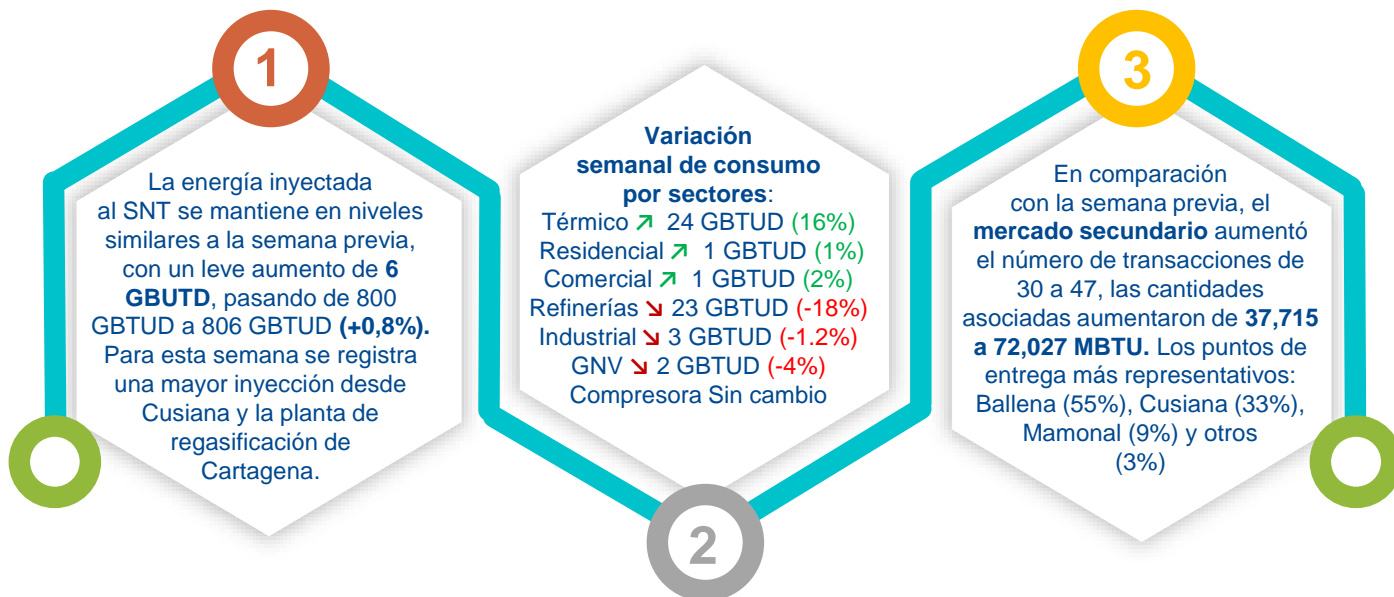 1
La energía inyectada
al SNT se mantiene en niveles
similares a la semana previa,
con un leve aumento de 6
GBUTD, pasando de 800
GBTUD a 806 GBTUD (+0,8%).
Para esta semana se registra
una mayor inyección desde
Cusiana y la planta de
regasificación de
Cartagena.
Variación
semanal de consumo
por sectores:
Térmico ↗ 24 GBTUD (16%)
Residencial ↗ 1 GBTUD (1%)
Comercial ↗ 1 GBTUD (2%)
Refinerías ↘ 23 GBTUD (-18%)
Industrial ↘ 3 GBTUD (-1.2%)
GNV ↘ 2 GBTUD (-4%)
Compresora Sin cambio
2
3
En comparación
con la semana previa, el
mercado secundario aumentó
el número de transacciones de
30 a 47, las cantidades
asociadas aumentaron de 37,715
a 72,027 MBTU. Los puntos de
entrega más representativos:
Ballena (55%), Cusiana (33%),
Mamonal (9%) y otros
(3%)